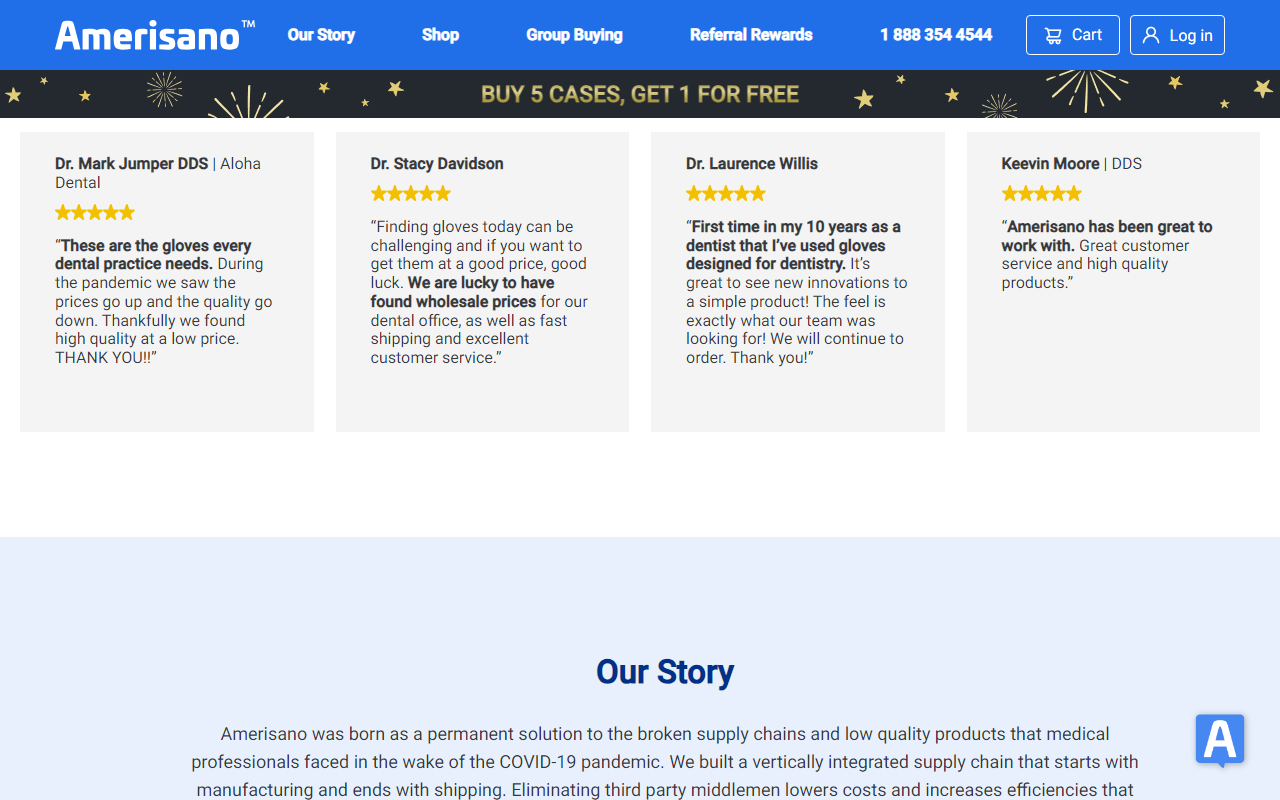 Amerisano™
Our Story
Shop
Group Buying
Referral Rewards
1 888 354 4544
Cart
Log in
BUY 5 CASES, GET 1 FOR FREE
Dr. Mark Jumper DDS | Aloha
Dental
“These are the gloves every
dental practice needs. During
the pandemic we saw the
prices go up and the quality go
down. Thankfully we found
high quality at a low price.
THANK YOU!!”
Dr. Stacy Davidson
“Finding gloves today can be
challenging and if you want to
get them at a good price, good
luck. We are lucky to have
found wholesale prices for our
dental office, as well as fast
shipping and excellent
customer service.”
Dr. Laurence Willis
“First time in my 10 years as a
dentist that I’ve used gloves
designed for dentistry. It’s
great to see new innovations to
a simple product! The feel is
exactly what our team was
looking for! We will continue to
order. Thank you!”
Keevin Moore | DDS
“Amerisano has been great to
work with. Great customer
service and high quality
products.”
Our Story
Amerisano was born as a permanent solution to the broken supply chains and low quality products that medical
professionals faced in the wake of the COVID-19 pandemic. We built a vertically integrated supply chain that starts with
manufacturing and ends with shipping. Eliminating third party middlemen lowers costs and increases efficiencies that
A